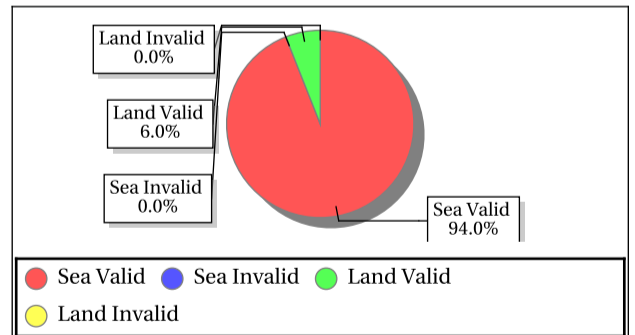 Land Invalid
0.0%
Land Valid
6.0%
Sea Invalid
0.0%
Sea Valid
94.0%
Sea Valid Sea Invalid Land Valid
Land Invalid